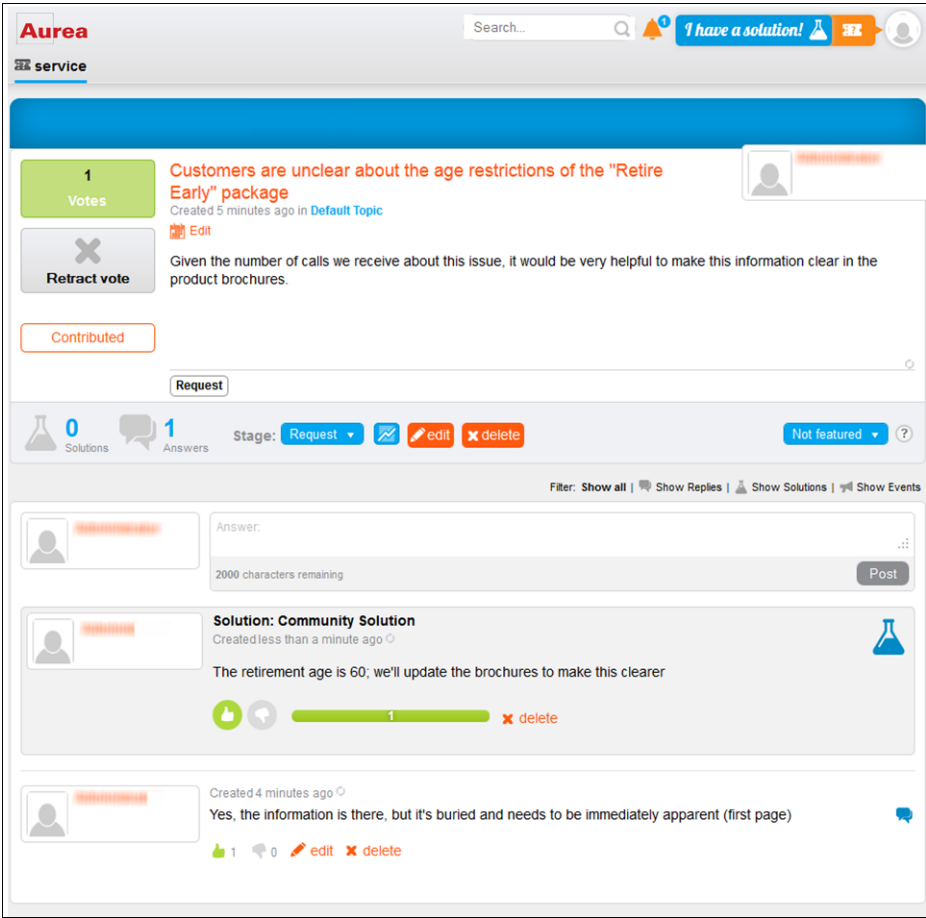 Aurea
Search...
1
I have a solution!
service
1
Votes
Customers are unclear about the age restrictions of the "Retire
Early" package
Created 5 minutes ago in Default Topic
Edit
Retract vote
Given the number of calls we receive about this issue, it would be very helpful to make this information clear in the
product brochures.
Contributed
Request
0
Solutions
1
Answers
Stage: Request edit delete
Not featured ?
Filter: Show all | Show Replies | Show Solutions | Show Events
Answer:
2000 characters remaining
Post
Solution: Community Solution
Created less than a minute ago
The retirement age is 60; we'll update the brochures to make this clearer
1
delete
Created 4 minutes ago
Yes, the information is there, but it's buried and needs to be immediately apparent (first page)
1 0 edit delete